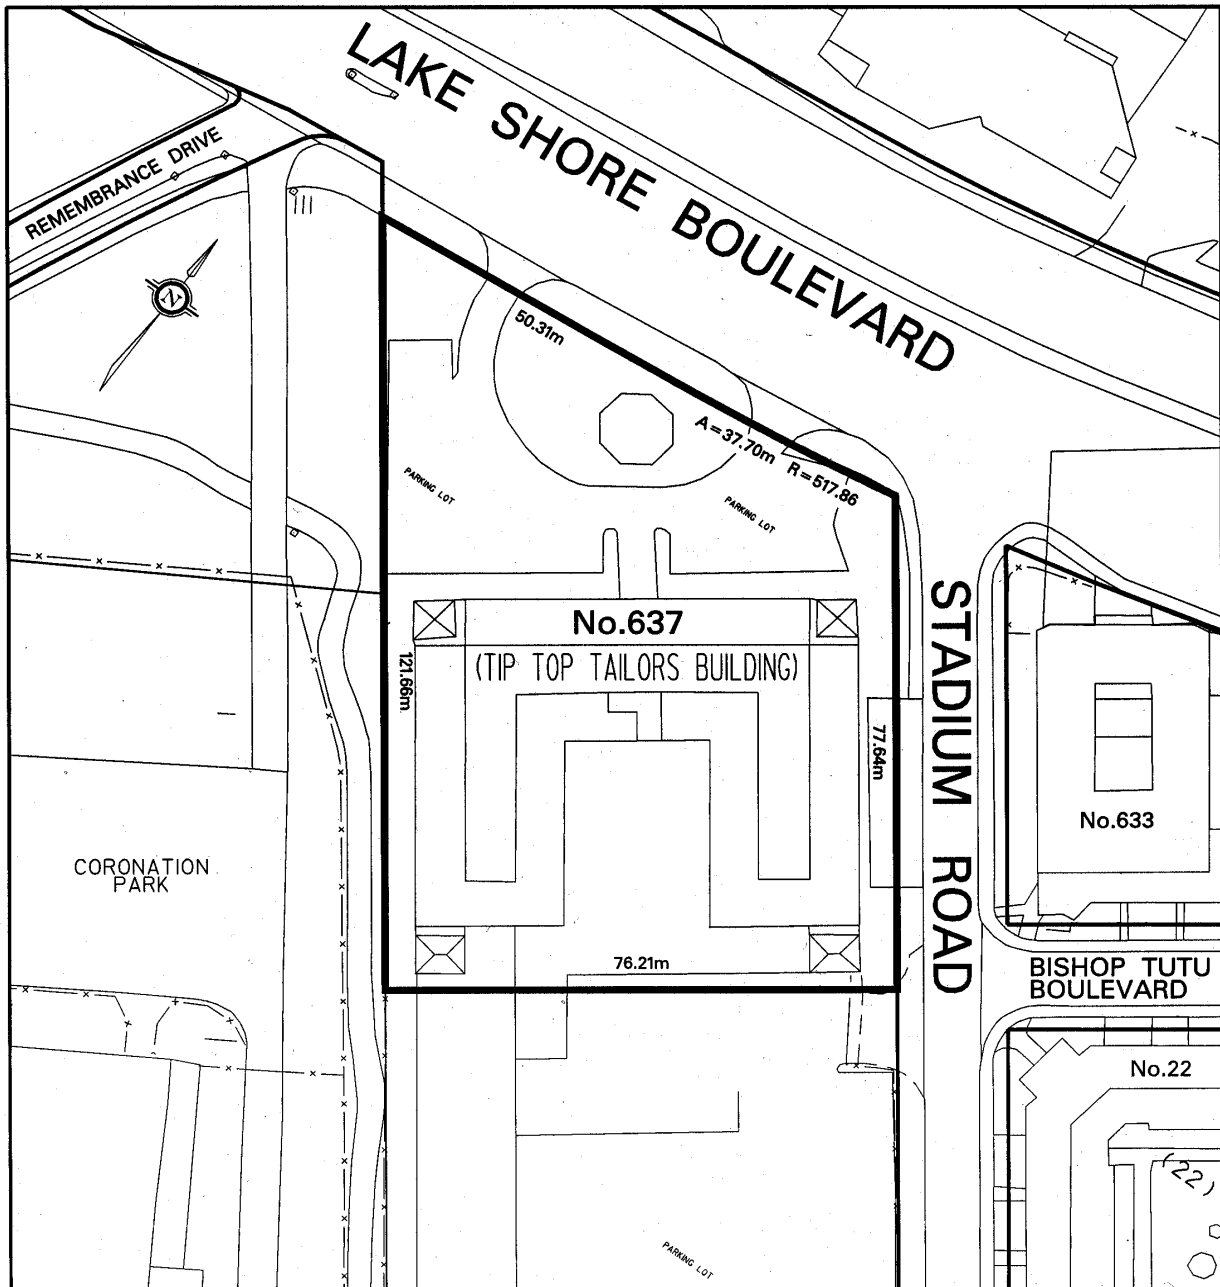 LAKE SHORE BOULEVARD
REMEMBRANCE DRIVE
N
50.31m
A=37.70m R=517.86
PARKING LOT
PARKING LOT
No.637
(TIP TOP TAILORS BUILDING)
121.66m.
77.64m
STADIUM ROAD
No.633
CORONATION
PARK
76.21m
BISHOP TUTU
BOULEVARD
No.22
(22)
PARKING LOT